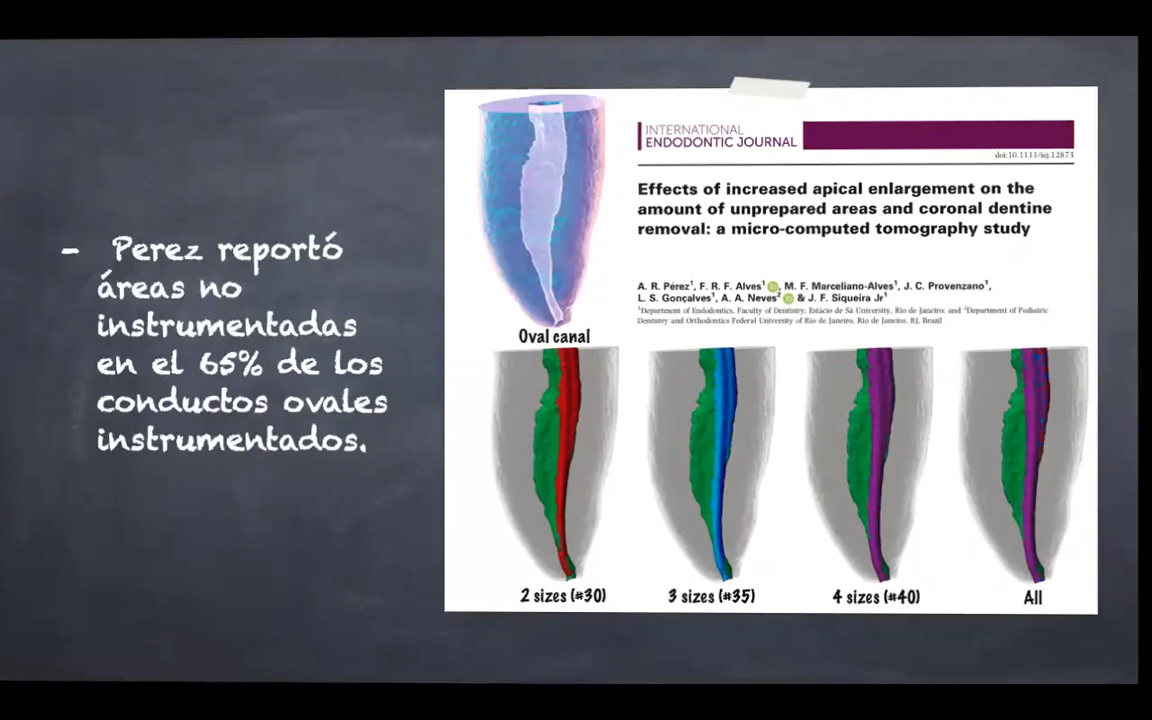 - Perez reportó
áreas no
instrumentadas
en el 65% de los
conductos ovales
instrumentados.
Oval canal
INTERNATIONAL
ENDODONTIC JOURNAL
doi:10.1111/iej.12873
Effects of increased apical enlargement on the
amount of unprepared areas and coronal dentine
removal: a micro-computed tomography study
A. R. Pérez¹, F. R. F. Alves¹, M. F. Marceliano-Alves¹, J. C. Provenzano¹,
L. S. Gonçalves¹, A. A. Neves² & J. F. Siqueira Jr¹
¹Department of Endodontics, Faculty of Dentistry, Estácio de Sá University, Rio de Janeiro; and ²Department of Pediatric
Dentistry and Orthodontics Federal University of Rio de Janeiro, Rio de Janeiro, RJ, Brazil
2 sizes (#30)
3 sizes (#35)
4 sizes (#40)
All